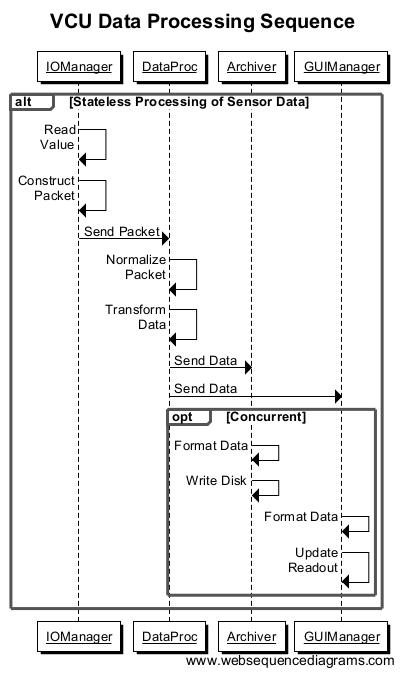 VCU Data Processing Sequence
IOManager DataProc Archiver GUIManager
alt [Stateless Processing of Sensor Data]
Read
Value
Construct
Packet
Send Packet
Normalize
Packet
Transform
Data
Send Data
Send Data
opt [Concurrent]
Format Data
Write Disk
Format Data
Update
Readout
IOManager DataProc Archiver GUIManager
www.websequencediagrams.com